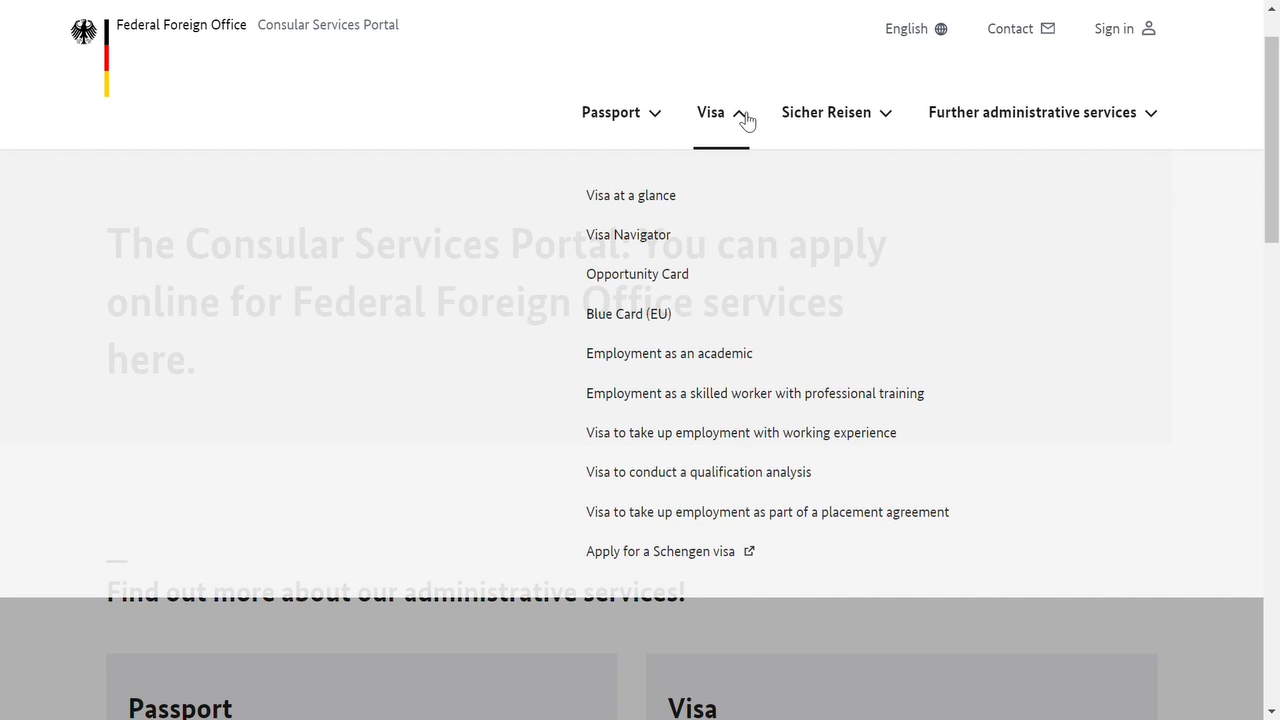 Federal Foreign Office Consular Services Portal
English Contact Sign in
Passport Visa Sicher Reisen Further administrative services
Visa at a glance
Visa Navigator
Opportunity Card
Blue Card (EU)
Employment as an academic
Employment as a skilled worker with professional training
Visa to take up employment with working experience
Visa to conduct a qualification analysis
Visa to take up employment as part of a placement agreement
Apply for a Schengen visa
The Consular Services Portal: You can apply
online for Federal Foreign Office services
here.
Find out more about our administrative services!
Passport Visa